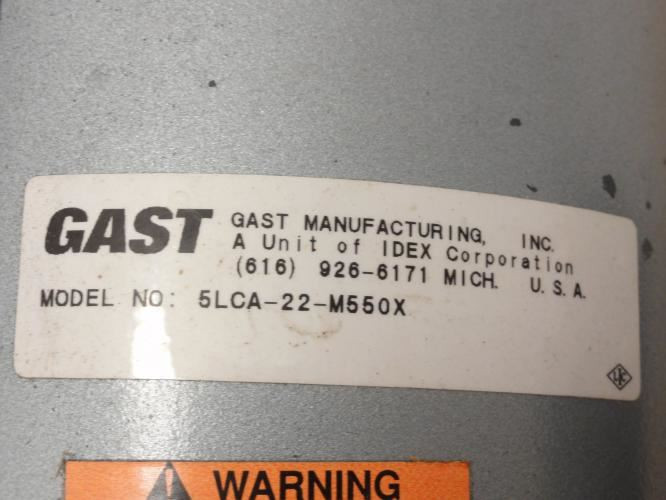 GAST
GAST MANUFACTURING, INC.
A Unit of IDEX Corporation
(616) 926-6171 MICH. U.S.A.
MODEL NO: 5LCA-22-M550X
WARNING